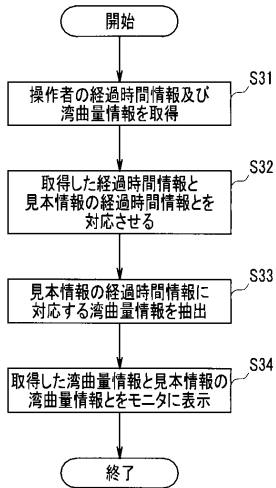 開始
S31
操作者の経過時間情報及び
湾曲量情報を取得
S32
取得した経過時間情報と
見本情報の経過時間情報とを
対応させる
S33
見本情報の経過時間情報に
対応する湾曲量情報を抽出
S34
取得した湾曲量情報と見本情報の
湾曲量情報とをモニタに表示
終了